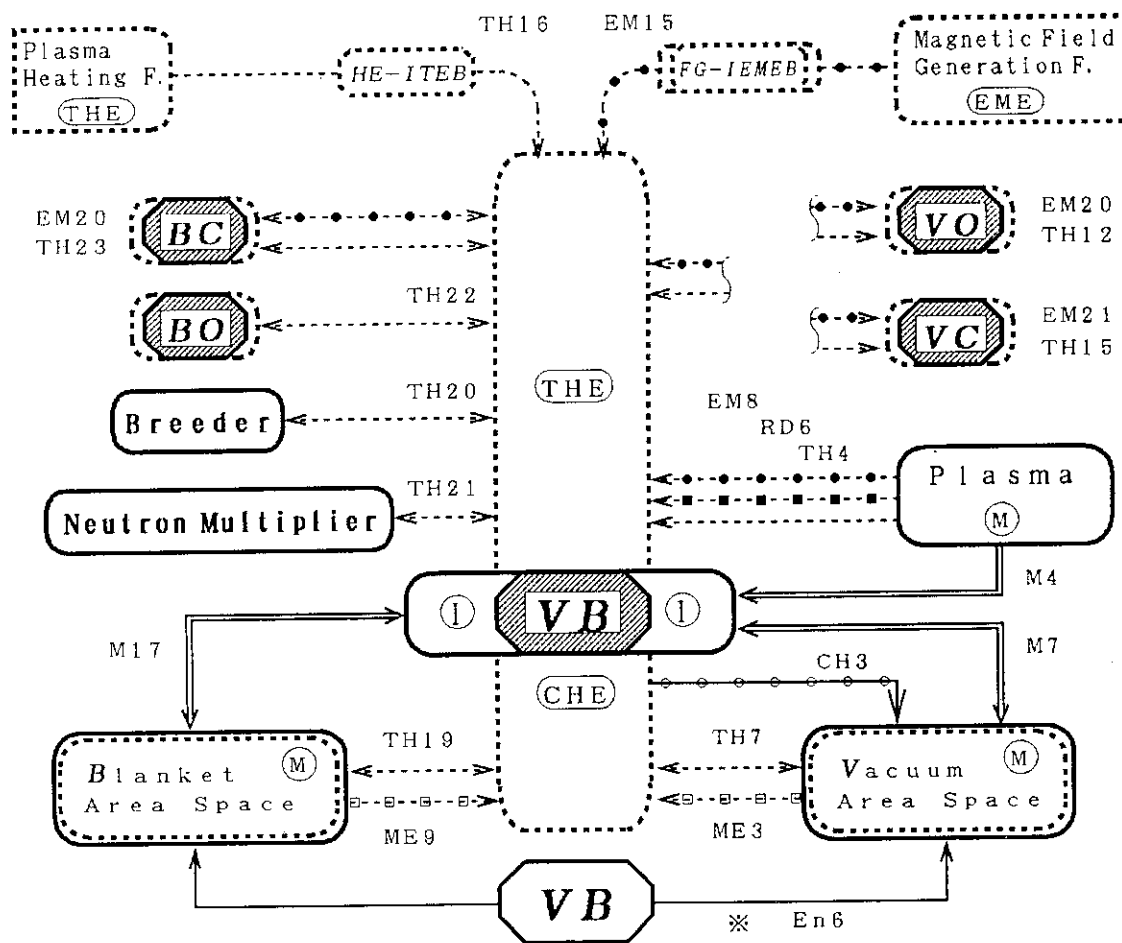 TH16
EM15
Plasma
Heating F.
THE
HE-ITEB
FG-IEMEB
Magnetic Field
Generation F.
EME
EM20
TH23
BC
VO
EM20
TH12
TH22
BO
VC
EM21
TH15
THE
TH20
Breeder
EM8
RD6
TH4
Plasma
M
TH21
Neutron Multiplier
M4
I
VB
I
M17
M7
CHE
CH3
TH19
TH7
Blanket
Area Space
M
Vacuum
Area Space
M
ME9
ME3
VB
※ En6